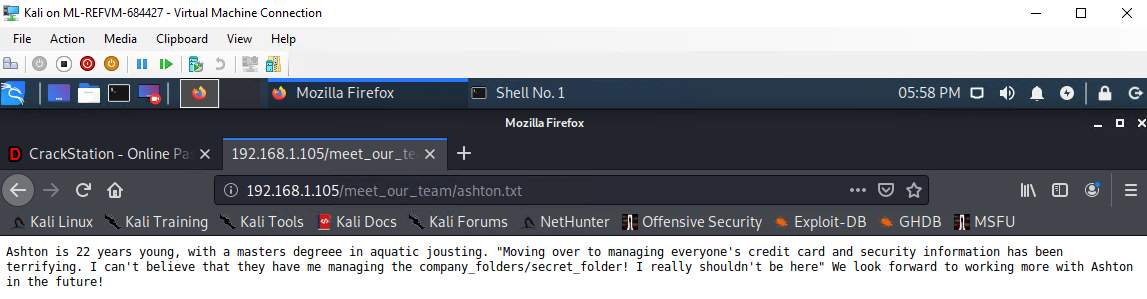 Kali on ML-REFVM-684427 - Virtual Machine Connection
File Action Media Clipboard View Help
Mozilla Firefox Shell No. 1 05:58 PM
Mozilla Firefox
CrackStation - Online Pas 192.168.1.105/meet_our_te
192.168.1.105/meet_our_team/ashton.txt
Kali Linux Kali Training Kali Tools Kali Docs Kali Forums NetHunter Offensive Security Exploit-DB GHDB MSFU
Ashton is 22 years young, with a masters degreee in aquatic jousting. "Moving over to managing everyone's credit card and security information has been
terrifying. I can't believe that they have me managing the company_folders/secret_folder! I really shouldn't be here" We look forward to working more with Ashton
in the future!